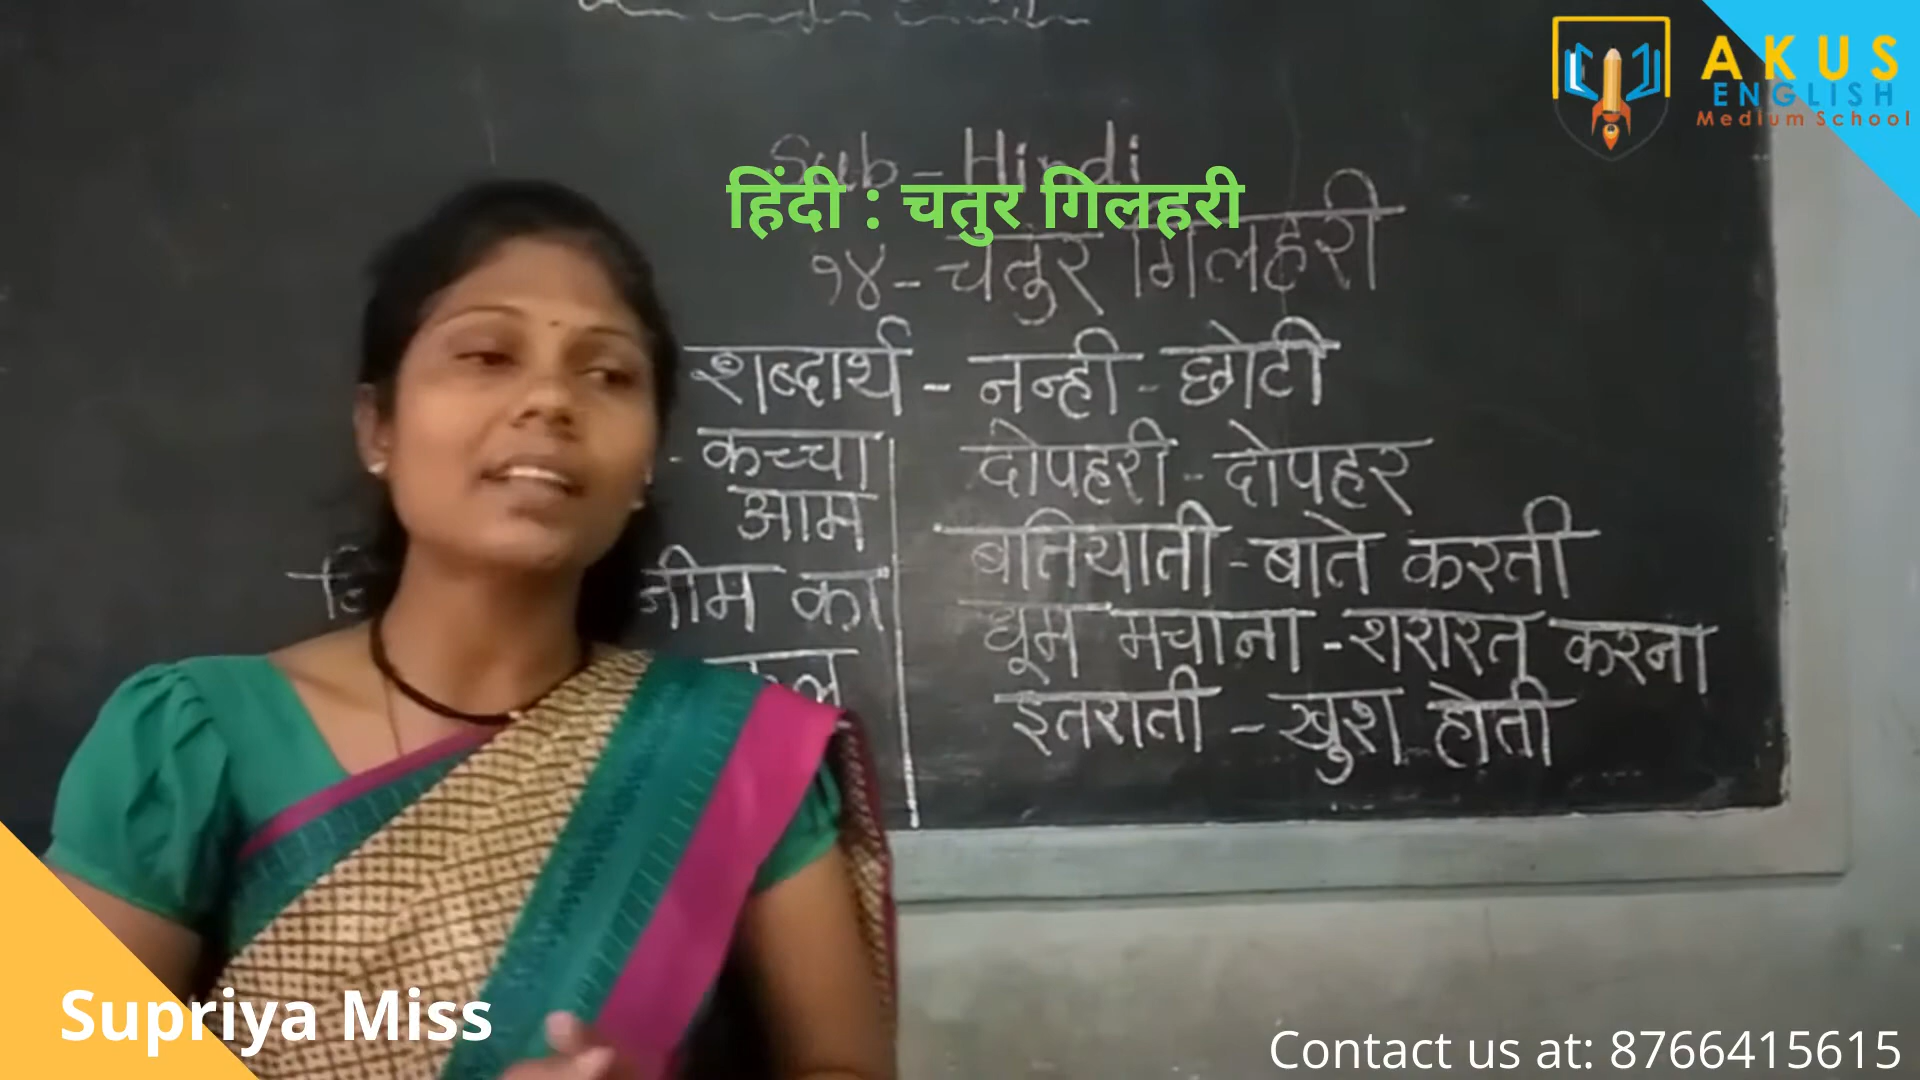 AKUS
ENGLISH
Medium School
Sub - Hindi
हिंदी : चतुर गिलहरी
१४ - चतुर गिलहरी
शब्दार्थ - नन्ही - छोटी
- कच्चा
आम
दोपहरी - दोपहर
बतियाती - बाते करती
का
धूम मचाना - शरारत करना
इतराती - खुश होती
Supriya Miss
Contact us at: 8766415615